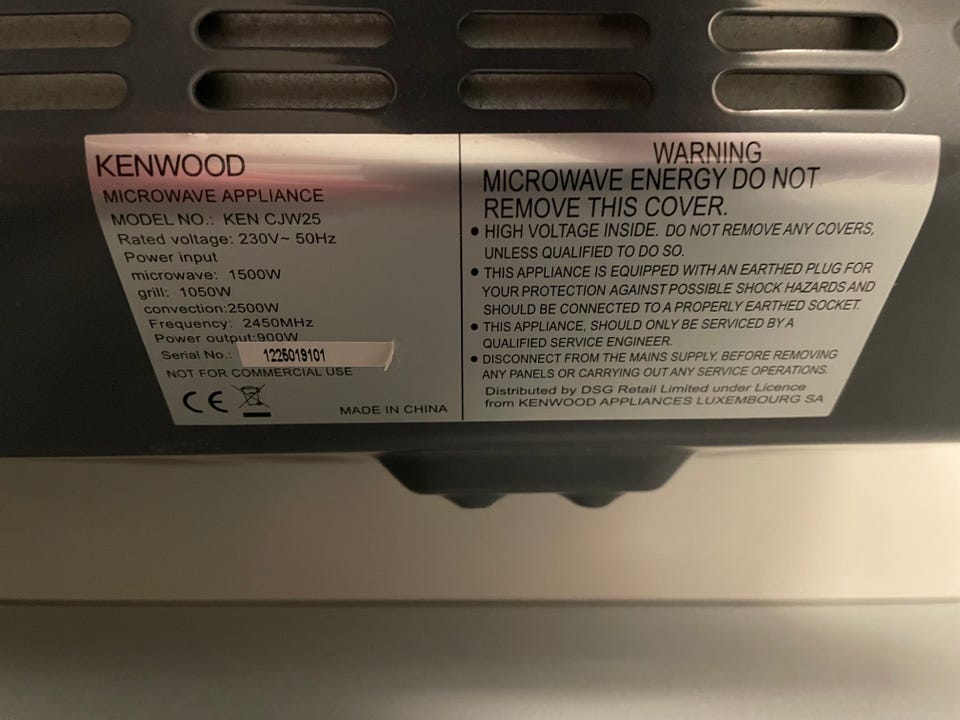 KENWOOD
MICROWAVE APPLIANCE
MODEL NO.: KEN CJW25
Rated voltage: 230V~ 50Hz
Power input
microwave: 1500W
grill: 1050W
convection:2500W
Frequency: 2450MHz
Power output:900W
Serial No.: 1225019101
NOT FOR COMMERCIAL USE
CE
MADE IN CHINA
WARNING
MICROWAVE ENERGY DO NOT
REMOVE THIS COVER.
• HIGH VOLTAGE INSIDE. DO NOT REMOVE ANY COVERS,
UNLESS QUALIFIED TO DO SO.
• THIS APPLIANCE IS EQUIPPED WITH AN EARTHED PLUG FOR
YOUR PROTECTION AGAINST POSSIBLE SHOCK HAZARDS AND
SHOULD BE CONNECTED TO A PROPERLY EARTHED SOCKET.
• THIS APPLIANCE, SHOULD ONLY BE SERVICED BY A
QUALIFIED SERVICE ENGINEER.
• DISCONNECT FROM THE MAINS SUPPLY, BEFORE REMOVING
ANY PANELS OR CARRYING OUT ANY SERVICE OPERATIONS.
Distributed by DSG Retail Limited under Licence
from KENWOOD APPLIANCES LUXEMBOURG SA